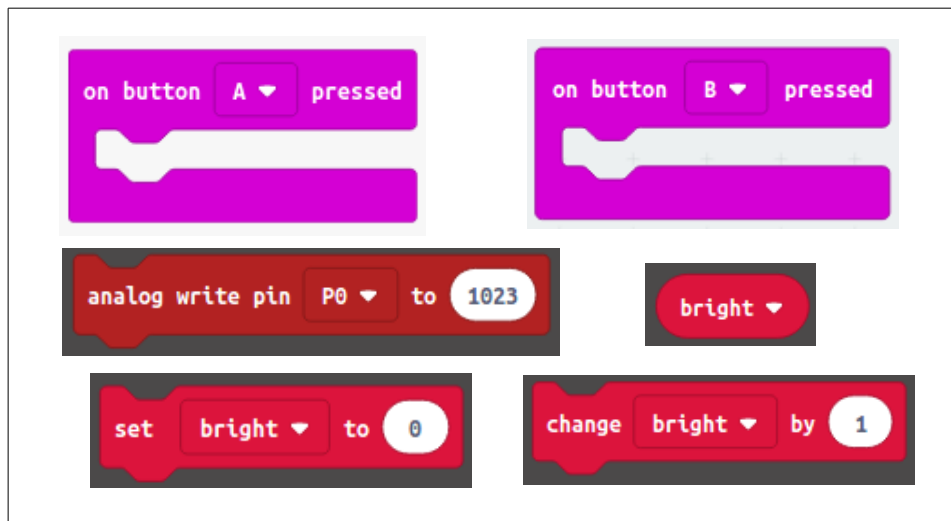 on button A pressed
on button B pressed
analog write pin P0 to 1023
bright
set bright to 0
change bright by 1